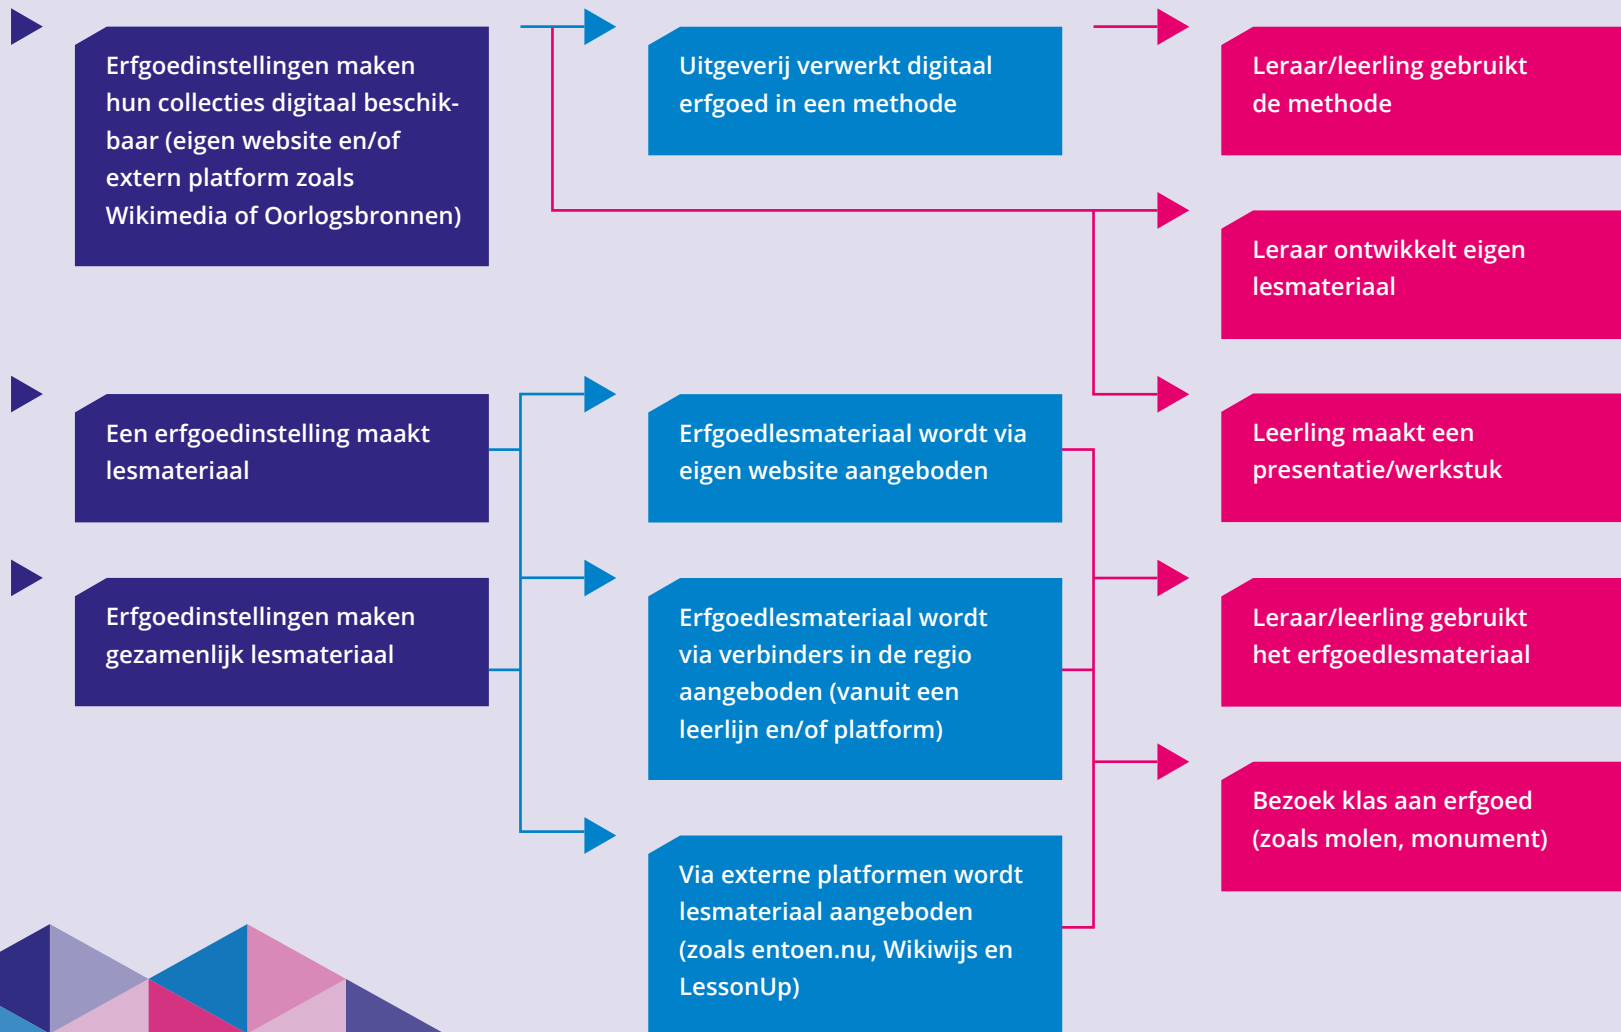 Erfgoedinstellingen maken
hun collecties digitaal beschik-
baar (eigen website en/of
extern platform zoals
Wikimedia of Oorlogsbronnen)
Uitgeverij verwerkt digitaal
erfgoed in een methode
Leraar/leerling gebruikt
de methode
Leraar ontwikkelt eigen
lesmateriaal
Een erfgoedinstelling maakt
lesmateriaal
Erfgoedlesmateriaal wordt via
eigen website aangeboden
Leerling maakt een
presentatie/werkstuk
Erfgoedinstellingen maken
gezamenlijk lesmateriaal
Erfgoedlesmateriaal wordt
via verbinders in de regio
aangeboden (vanuit een
leerlijn en/of platform)
Leraar/leerling gebruikt
het erfgoedlesmateriaal
Bezoek klas aan erfgoed
(zoals molen, monument)
Via externe platformen wordt
lesmateriaal aangeboden
(zoals entoen.nu, Wikiwijs en
LessonUp)